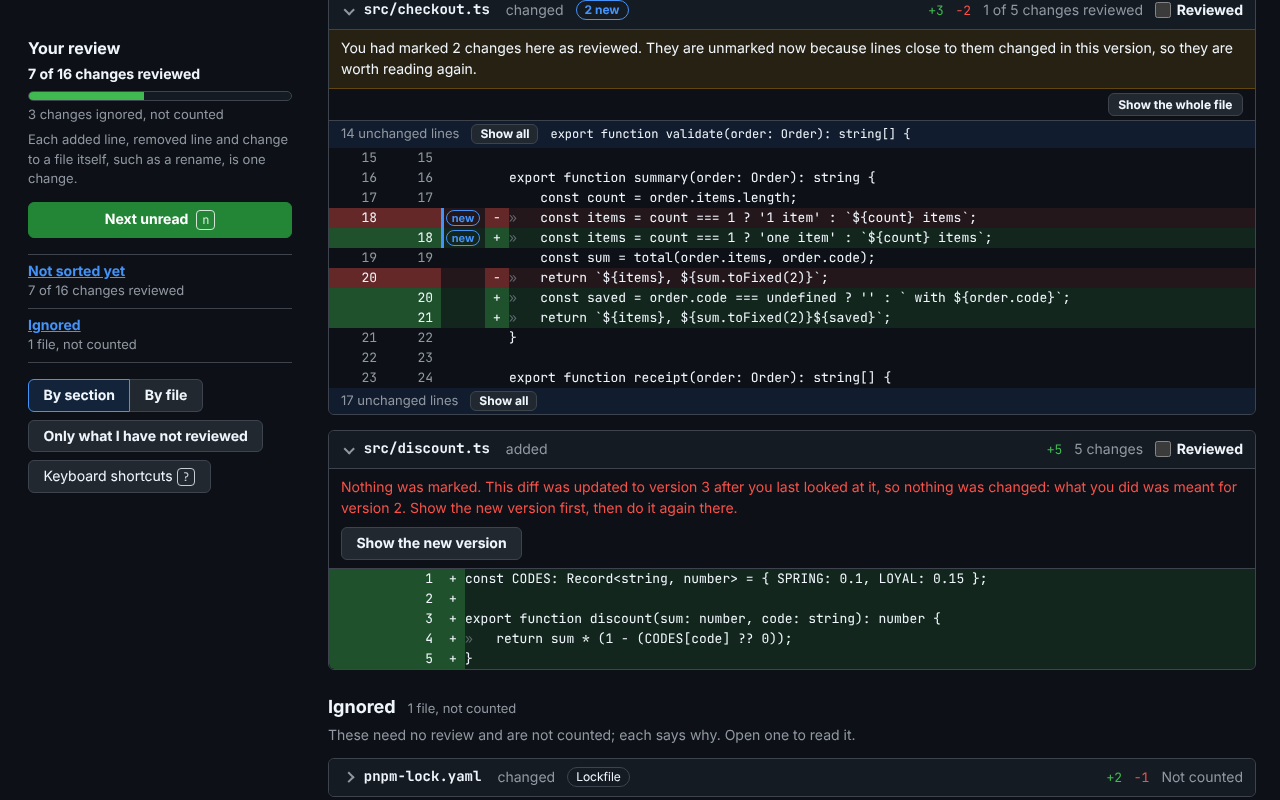 Your review
7 of 16 changes reviewed
3 changes ignored, not counted
Each added line, removed line and change
to a file itself, such as a rename, is one
change.
Next unread n
Not sorted yet
7 of 16 changes reviewed
Ignored
1 file, not counted
By section By file
Only what I have not reviewed
Keyboard shortcuts ?
src/checkout.ts changed 2 new +3 -2 1 of 5 changes reviewed Reviewed
You had marked 2 changes here as reviewed. They are unmarked now because lines close to them changed in this version, so they are
worth reading again.
Show the whole file
14 unchanged lines Show all export function validate(order: Order): string[] {
15 15
16 16 export function summary(order: Order): string {
17 17 const count = order.items.length;
18 new - » const items = count === 1 ? '1 item' : `${count} items`;
18 new + » const items = count === 1 ? 'one item' : `${count} items`;
19 19 const sum = total(order.items, order.code);
20 - » return `${items}, ${sum.toFixed(2)}`;
20 + » const saved = order.code === undefined ? '' : ` with ${order.code}`;
21 + » return `${items}, ${sum.toFixed(2)}${saved}`;
21 22 }
22 23
23 24 export function receipt(order: Order): string[] {
17 unchanged lines Show all
src/discount.ts added +5 5 changes Reviewed
Nothing was marked. This diff was updated to version 3 after you last looked at it, so nothing was changed: what you did was meant for
version 2. Show the new version first, then do it again there.
Show the new version
1 + const CODES: Record<string, number> = { SPRING: 0.1, LOYAL: 0.15 };
2 +
3 + export function discount(sum: number, code: string): number {
4 + » return sum * (1 - (CODES[code] ?? 0));
5 + }
Ignored 1 file, not counted
These need no review and are not counted; each says why. Open one to read it.
pnpm-lock.yaml changed Lockfile +2 -1 Not counted